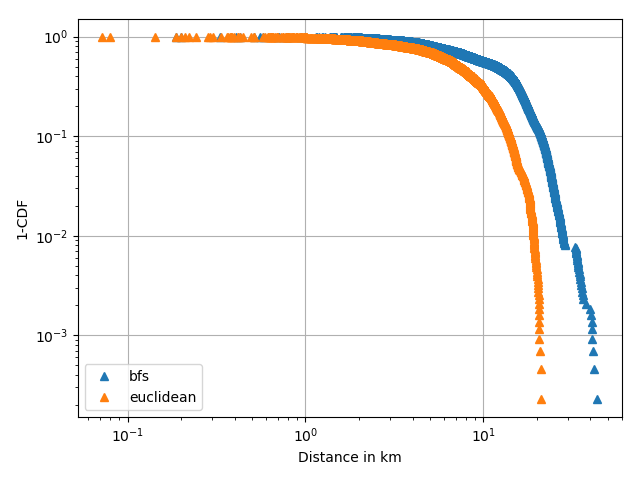 10⁰
10⁻¹
10⁻²
10⁻³
1-CDF
bfs
euclidean
10⁻¹ 10⁰ 10¹
Distance in km